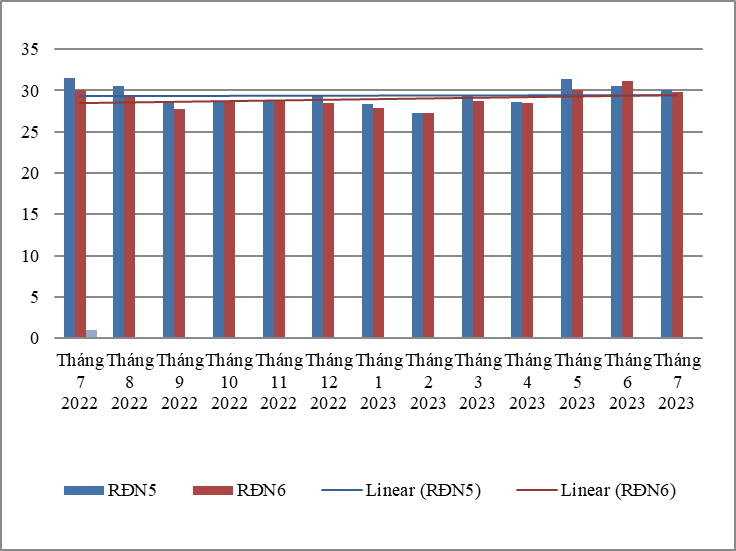 35
30
25
20
15
10
5
0
Tháng Tháng Tháng Tháng Tháng Tháng Tháng Tháng Tháng Tháng Tháng Tháng Tháng
7 8 9 10 11 12 1 2 3 4 5 6 7
2022 2022 2022 2022 2022 2022 2023 2023 2023 2023 2023 2023 2023
RĐN5 RĐN6 Linear (RĐN5) Linear (RĐN6)